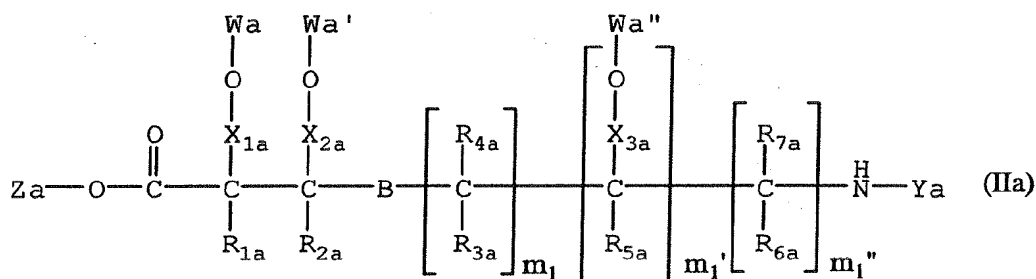 Wa Wa' Wa"
O O O
O X1a X2a R4a X3a R7a
Za—O—C—C—C—B—C—C—C—N—Ya (IIa)
H
R1a R2a R3a R5a R6a
m1 m1' m1"